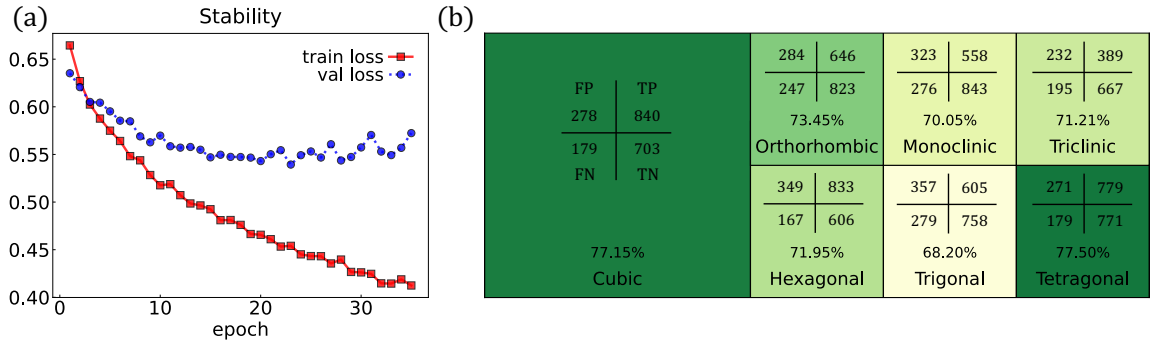 (a)
Stability
train loss
val loss
0.65
0.60
0.55
0.50
0.45
0.40
0
10
20
30
epoch
(b)
FP TP
278 840
179 703
FN TN
77.15%
Cubic
284 646
247 823
73.45%
Orthorhombic
323 558
276 843
70.05%
Monoclinic
232 389
195 667
71.21%
Triclinic
349 833
167 606
71.95%
Hexagonal
357 605
279 758
68.20%
Trigonal
271 779
179 771
77.50%
Tetragonal